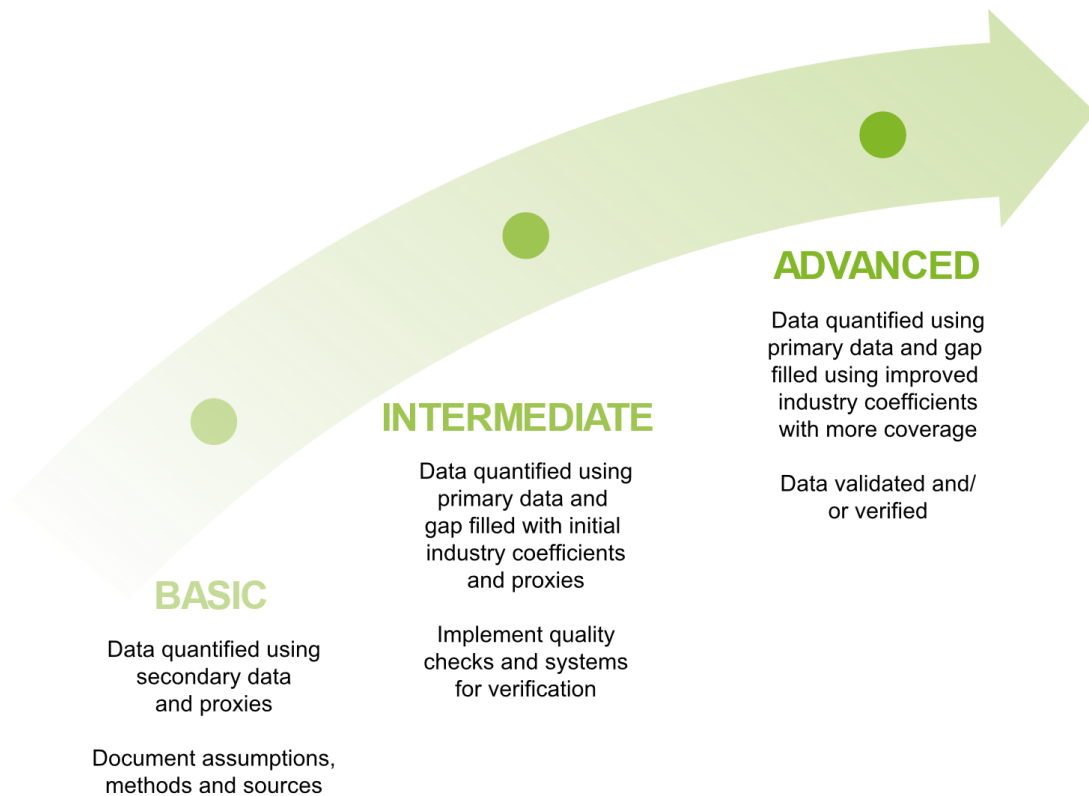 BASIC
Data quantified using
secondary data
and proxies
Document assumptions,
methods and sources
INTERMEDIATE
Data quantified using
primary data and
gap filled with initial
industry coefficients
and proxies
Implement quality
checks and systems
for verification
ADVANCED
Data quantified using
primary data and gap
filled using improved
industry coefficients
with more coverage
Data validated and/
or verified